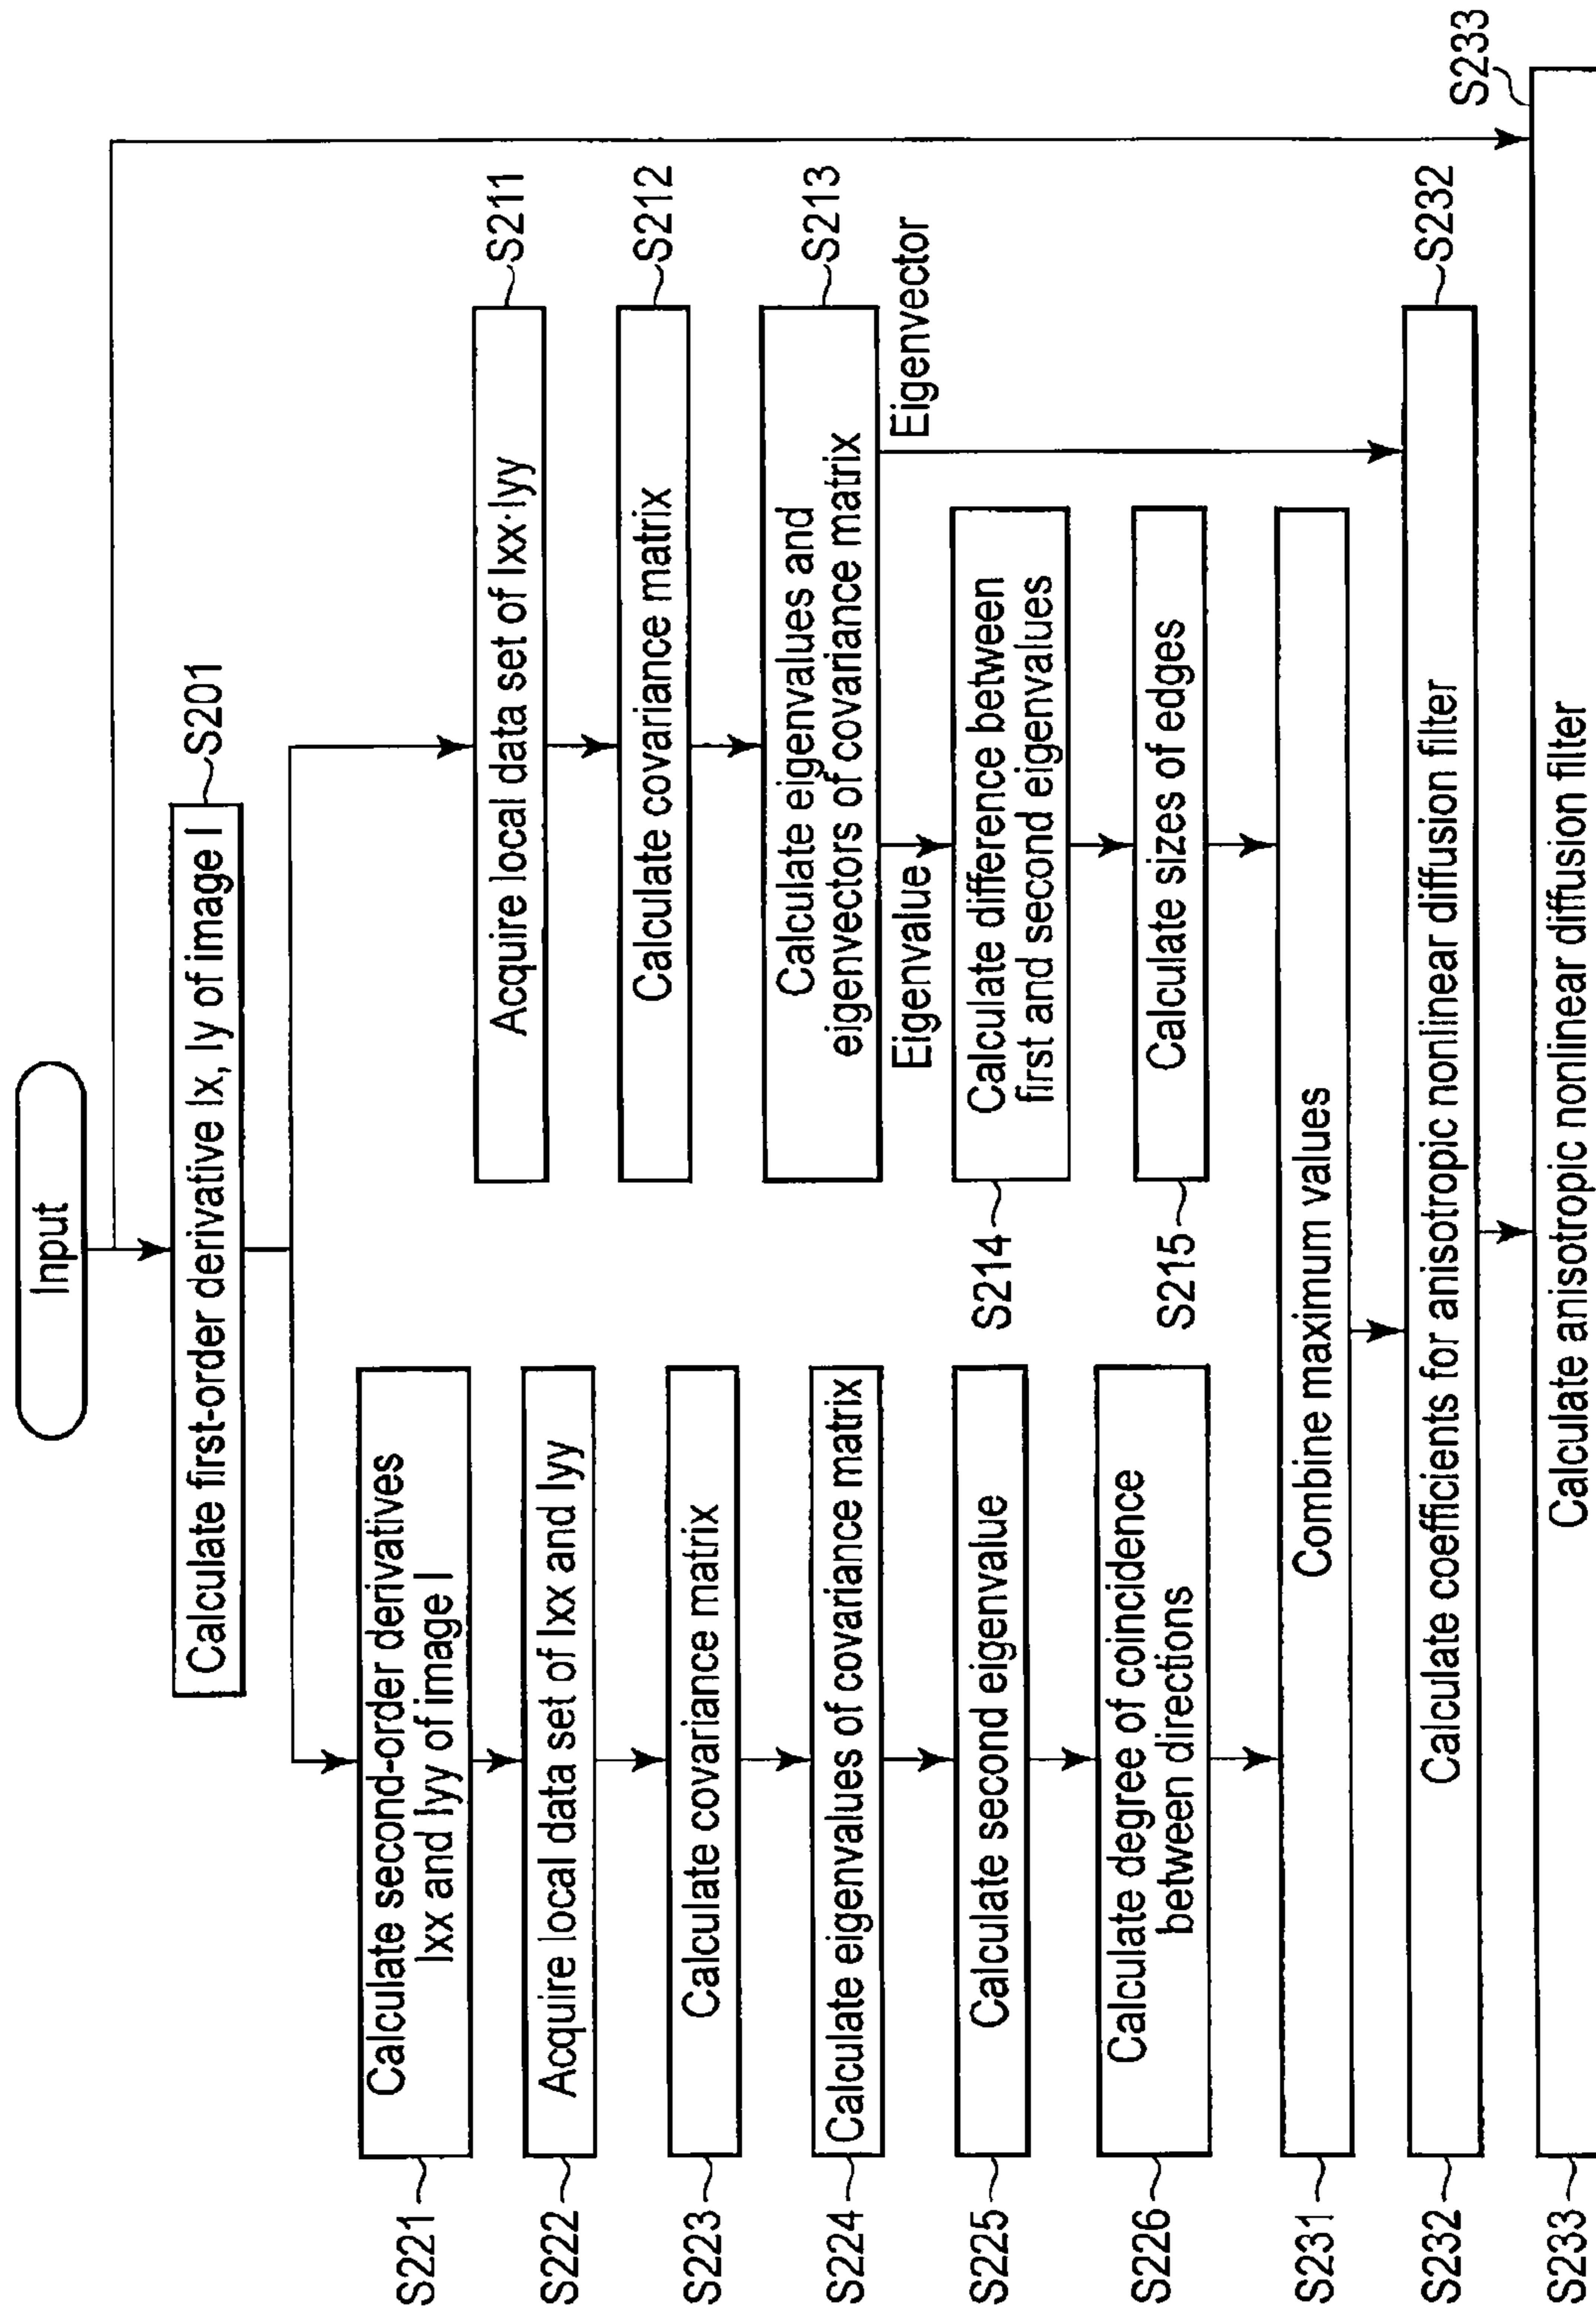 Input
Calculate first-order derivative Ix, Iy of image I
S201
S221
Calculate second-order derivatives
Ixx and Iyy of image I
S222
Acquire local data set of Ixx and Iyy
S223
Calculate covariance matrix
S224
Calculate eigenvalues of covariance matrix
S225
Calculate second eigenvalue
S226
Calculate degree of coincidence
between directions
Acquire local data set of Ixx·Iyy
S211
Calculate covariance matrix
S212
Calculate eigenvalues and
eigenvectors of covariance matrix
S213
Eigenvalue
Eigenvector
S214
Calculate difference between
first and second eigenvalues
S215
Calculate sizes of edges
S231
Combine maximum values
S232
Calculate coefficients for anisotropic nonlinear diffusion filter
S232
S233
Calculate anisotropic nonlinear diffusion filter
S233